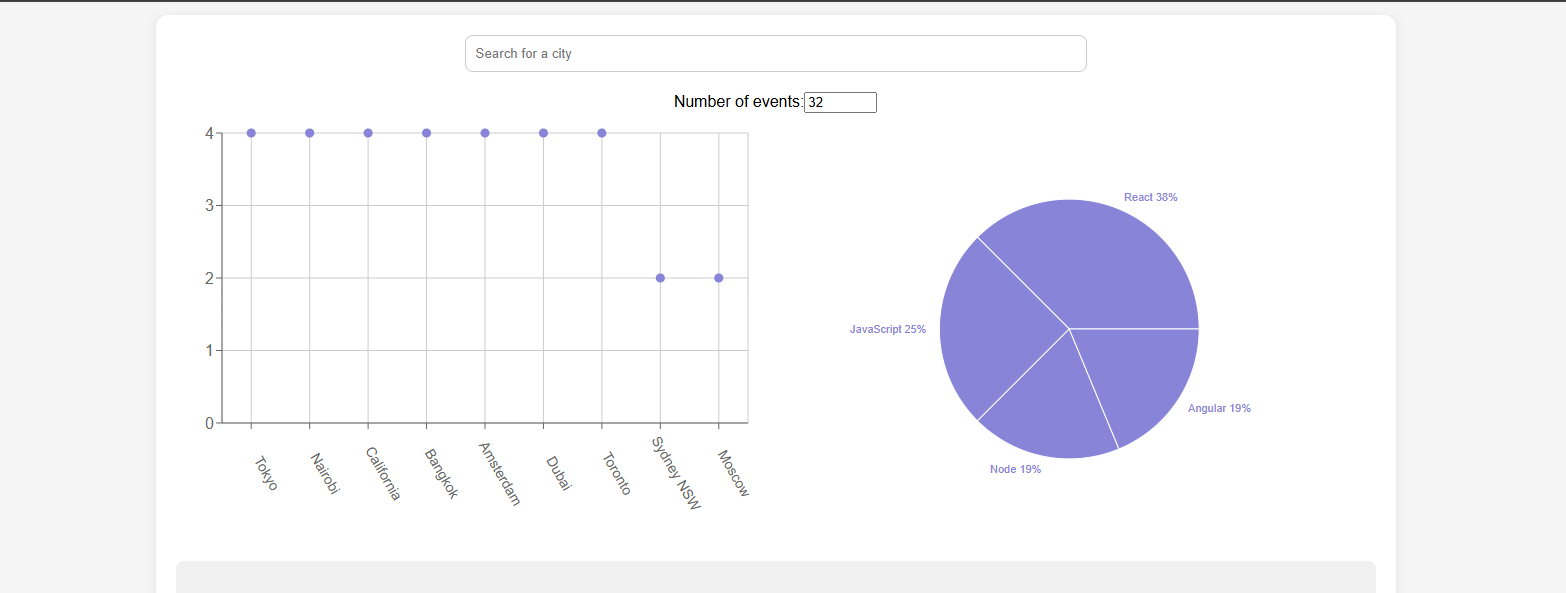 Search for a city
Number of events: 32
4
3
2
1
0
Tokyo
Nairobi
California
Bangkok
Amsterdam
Dubai
Toronto
Sydney NSW
Moscow
React 38%
JavaScript 25%
Angular 19%
Node 19%